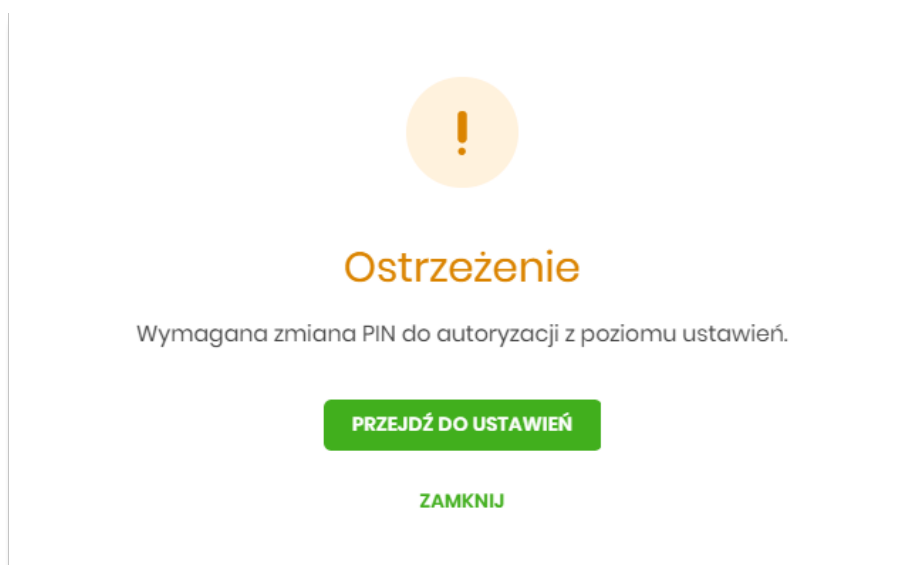 Ostrzeżenie
Wymagana zmiana PIN do autoryzacji z poziomu ustawień.
PRZEJDŹ DO USTAWIEŃ
ZAMKNIJ